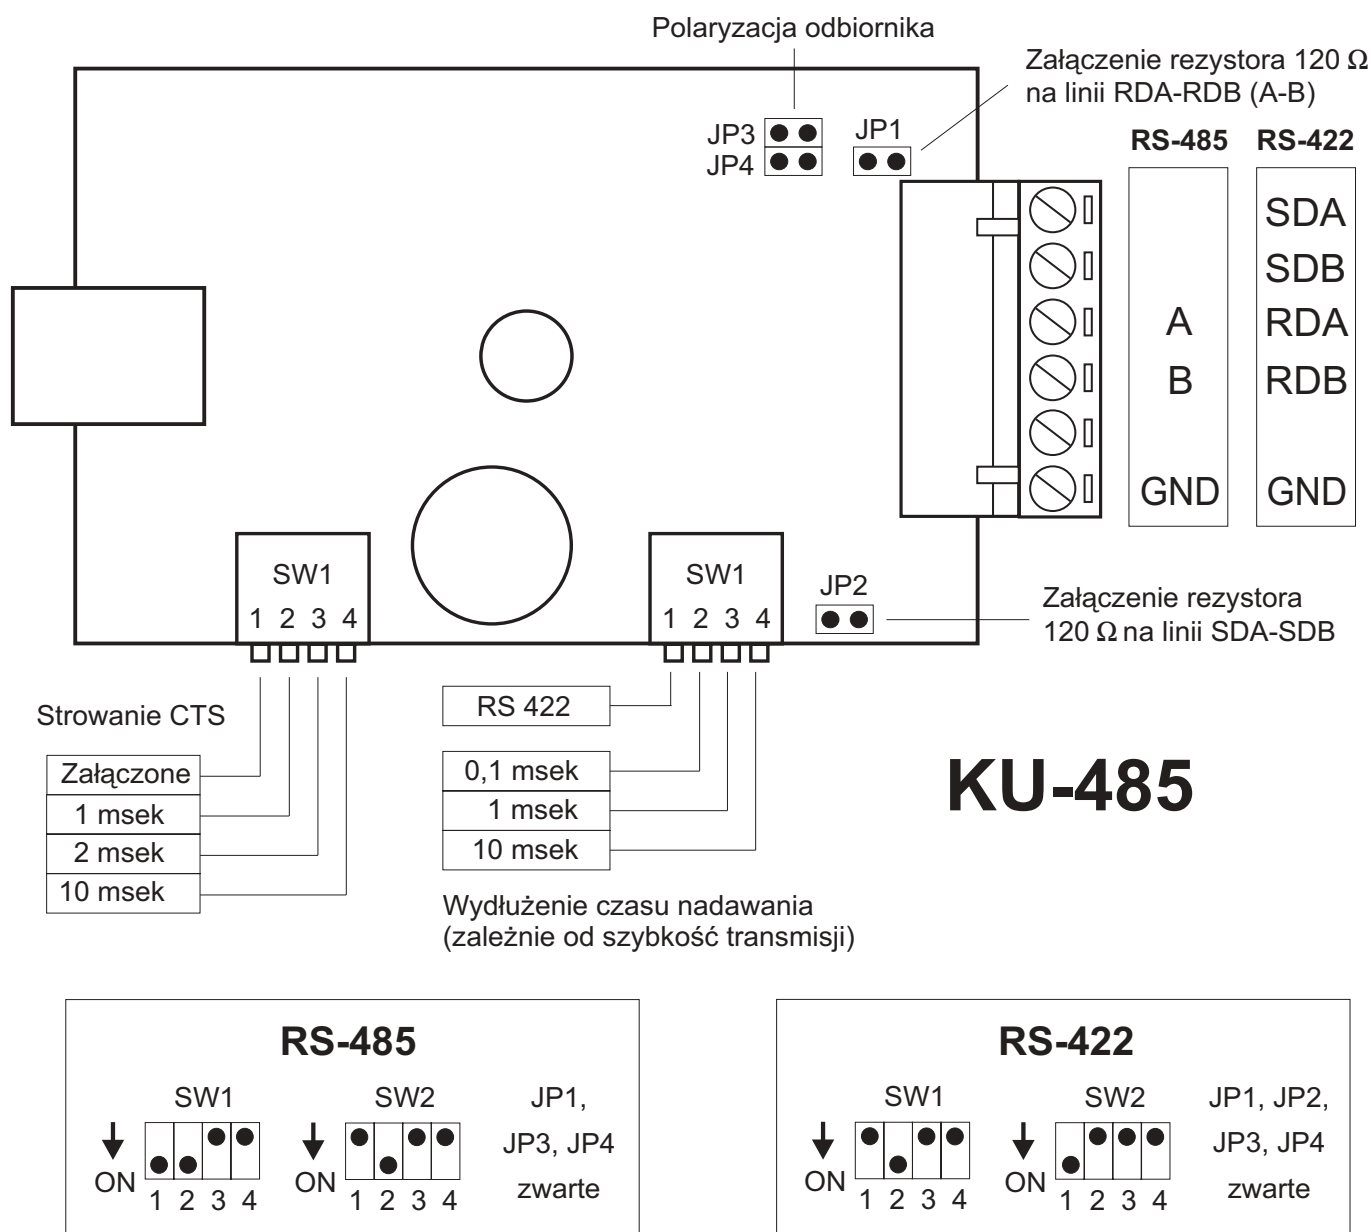 Polaryzacja odbiornika
Załączenie rezystora 120 Ω
na linii RDA-RDB (A-B)
JP3
JP4
JP1
RS-485
RS-422
A
B
GND
SDA
SDB
RDA
RDB
GND
SW1
1 2 3 4
SW1
1 2 3 4
JP2
Załączenie rezystora
120 Ω na linii SDA-SDB
Strowanie CTS
Załączone
1 msek
2 msek
10 msek
RS 422
0,1 msek
1 msek
10 msek
Wydłużenie czasu nadawania
(zależnie od szybkość transmisji)
KU-485
RS-485
SW1
ON
1 2 3 4
SW2
ON
1 2 3 4
JP1,
JP3, JP4
zwarte
RS-422
SW1
ON
1 2 3 4
SW2
ON
1 2 3 4
JP1, JP2,
JP3, JP4
zwarte